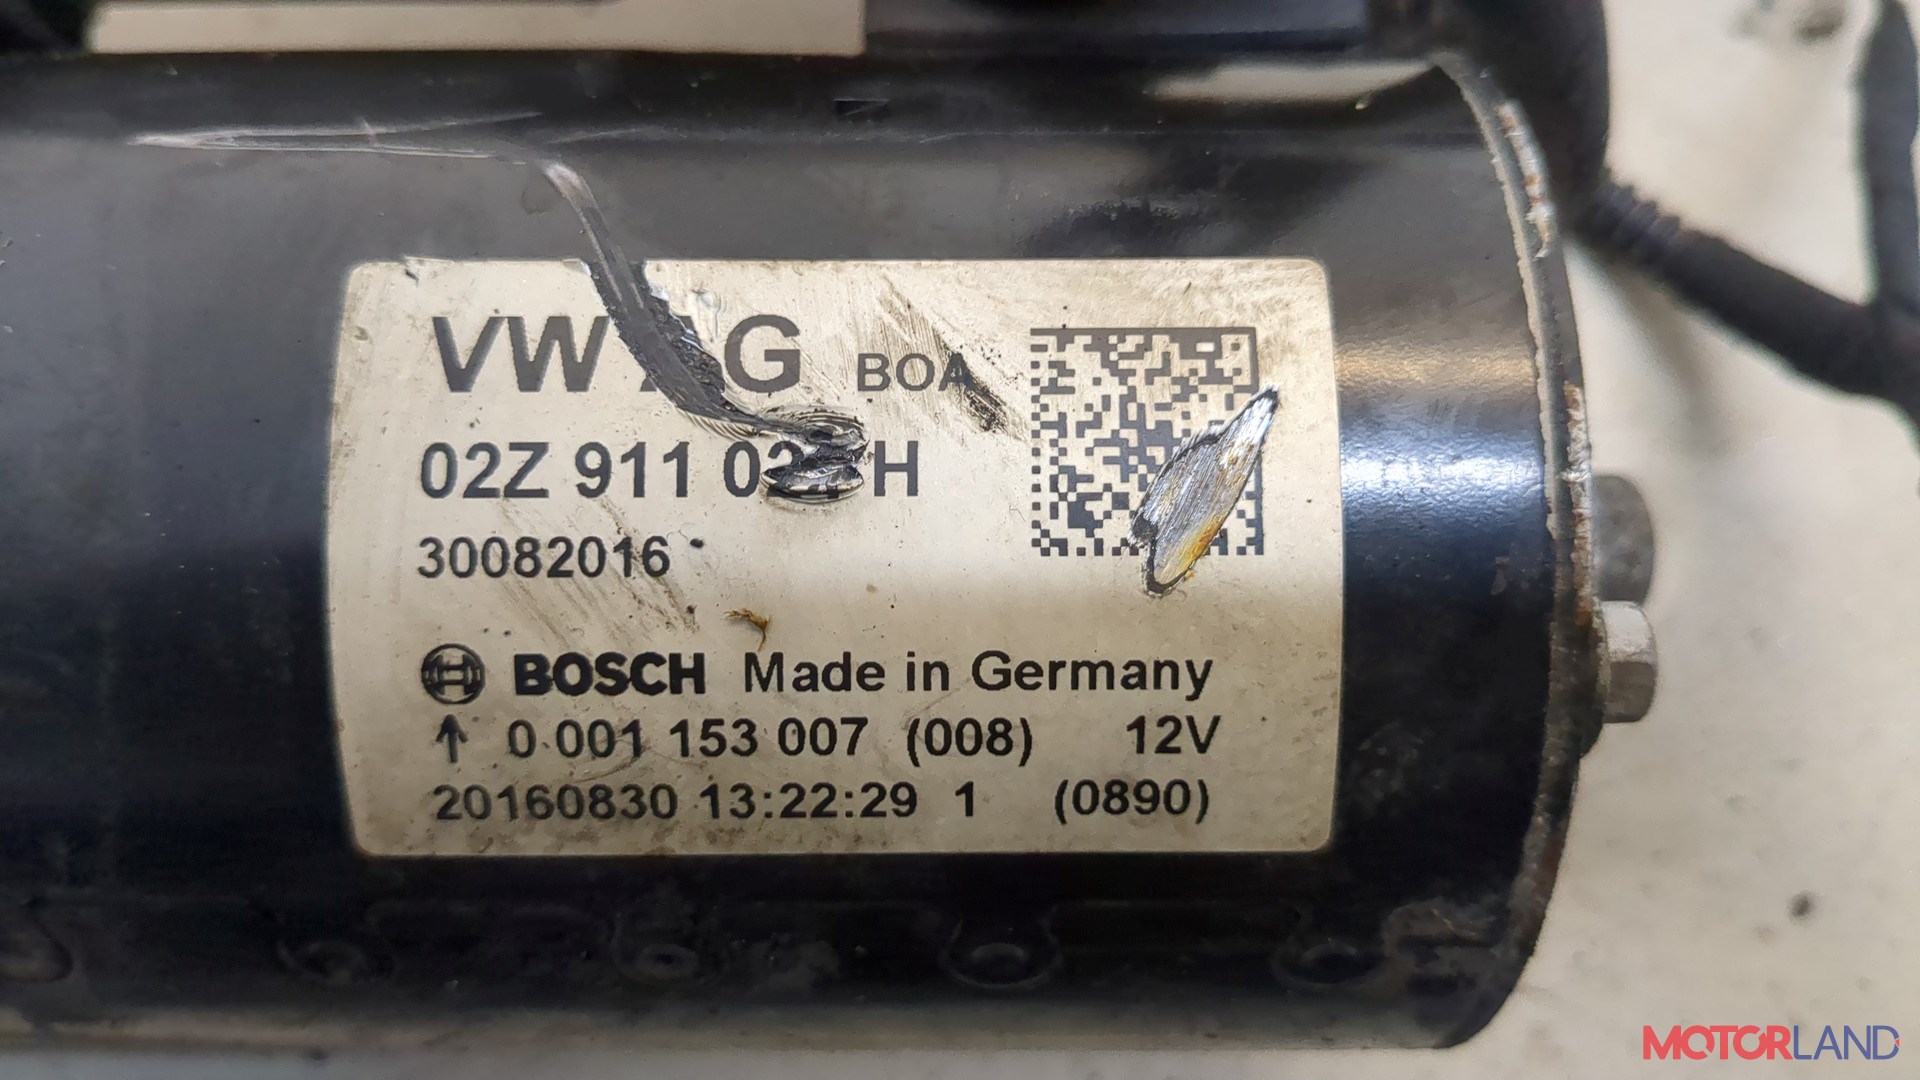 VW AG BOA
02Z 911 H
30082016
BOSCH Made in Germany
↑ 0 001 153 007 (008) 12V
20160830 13:22:29 1 (0890)
MOTORLAND